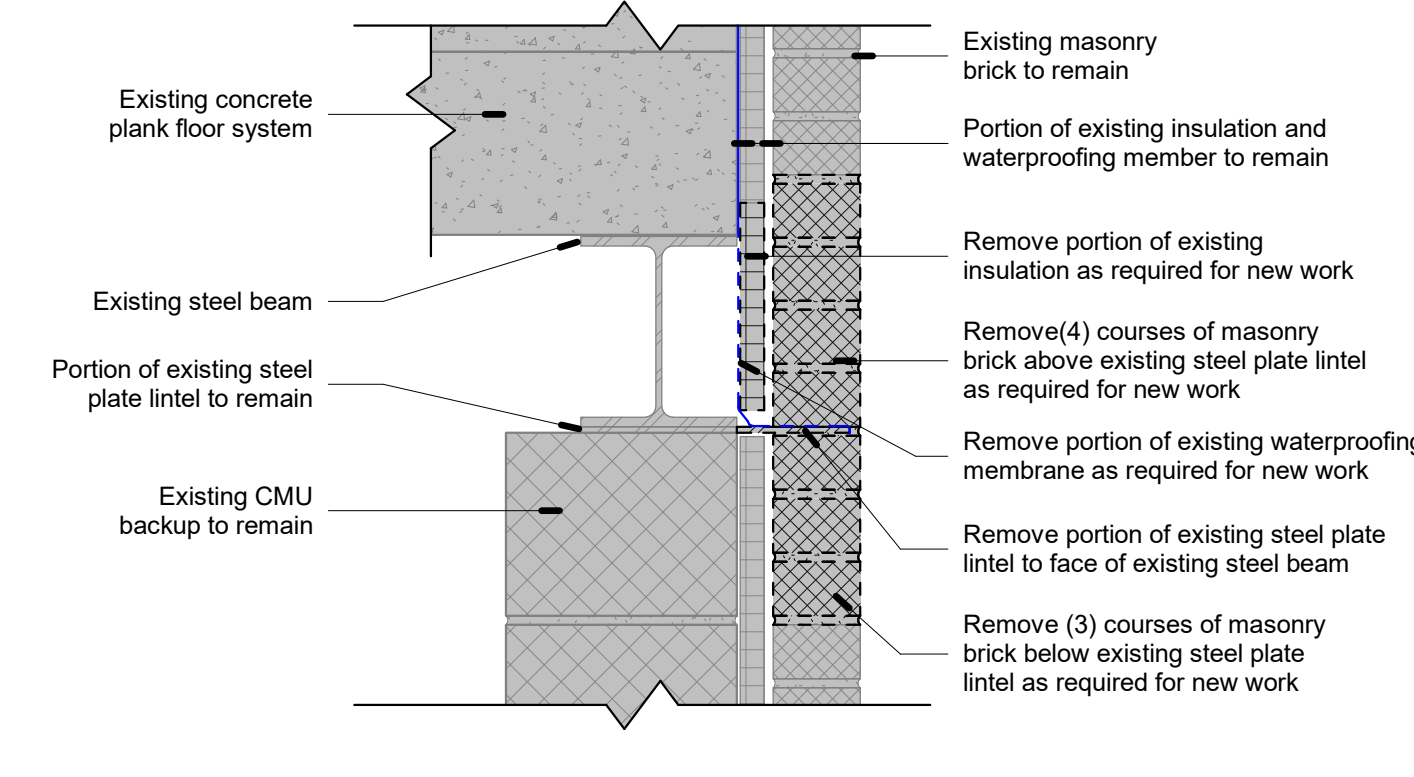 Existing concrete
plank floor system
Existing steel beam
Portion of existing steel
plate lintel to remain
Existing CMU
backup to remain
Existing masonry
brick to remain
Portion of existing insulation and
waterproofing member to remain
Remove portion of existing
insulation as required for new work
Remove(4) courses of masonry
brick above existing steel plate lintel
as required for new work
Remove portion of existing waterproofing
membrane as required for new work
Remove portion of existing steel plate
lintel to face of existing steel beam
Remove (3) courses of masonry
brick below existing steel plate
lintel as required for new work